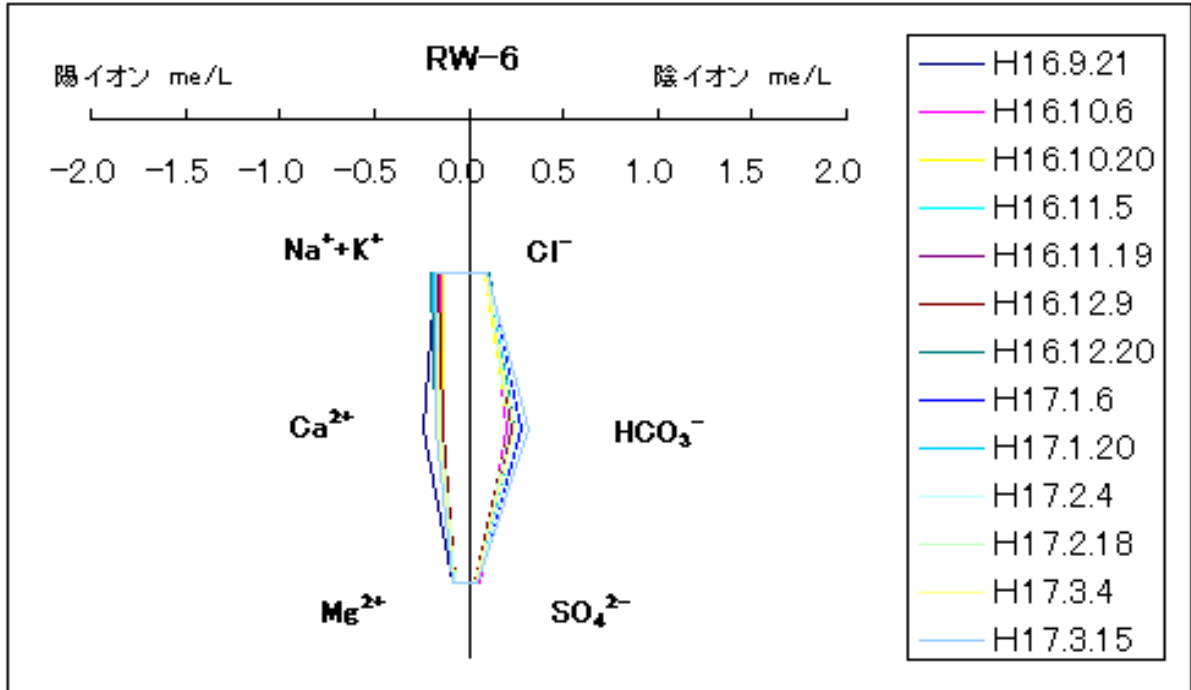 RW-6
陽イオン me/L
陰イオン me/L
-2.0 -1.5 -1.0 -0.5 0.0 0.5 1.0 1.5 2.0
Na⁺+K⁺
Cl⁻
Ca²⁺
HCO₃⁻
Mg²⁺
SO₄²⁻
H16.9.21
H16.10.6
H16.10.20
H16.11.5
H16.11.19
H16.12.9
H16.12.20
H17.1.6
H17.1.20
H17.2.4
H17.2.18
H17.3.4
H17.3.15